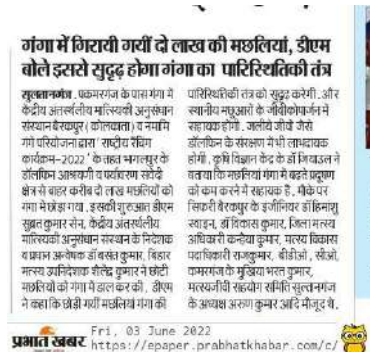 गंगा में गिरायी गयीं दो लाख की मछलियां, डीएम
बोले इससे सुदृढ़ होगा गंगा का पारिस्थितिकी तंत्र
सुलतानगंज. पकमरगंज के पास गंगा में
केंद्रीय अंतर्स्थलीय मात्स्यिकी अनुसंधान
संस्थान बैरकपुर ( कोलकाता) व नमामि
गंगे परियोजना द्वारा 'राष्ट्रीय रैंचिंग
कार्यक्रम-2022' के तहत भागलपुर के
डॉल्फिन आश्रयणी व पर्यावरण संवेदी
क्षेत्र से बाहर करीब दो लाख मछलियों को
गंगा में छोड़ा गया . इसकी शुरुआत डीएम
सुब्रत कुमार सेन, केंद्रीय अंतर्स्थलीय
मात्स्यिकी अनुसंधान संस्थान के निदेशक
व प्रधान अन्वेषक डॉ बसंत कुमार, बिहार
मत्स्य उपनिदेशक शैलेंद्र कुमार ने छोटी
मछलियों को गंगा में डाल कर की . डीएम
ने कहा कि छोड़ी गयीं मछलियां गंगा की
पारिस्थितिकी तंत्र को सुदृढ़ करेगी . और
स्थानीय मछुआरों के जीविकोपार्जन में
सहायक होगी . जलीय जीवों जैसे
डॉल्फिन के संरक्षण में भी लाभदायक
होगी . कृषि विज्ञान केंद्र के डॉ जियाउल ने
बताया कि मछलियां गंगा में बढ़ते प्रदूषण
को कम करने में सहायक है . मौके पर
सिफरी बैरकपुर के इंजीनियर डॉ हिमांशु
स्वाइन, डॉ विकास कुमार, जिला मत्स्य
अधिकारी कन्हैया कुमार, मत्स्य विकास
पदाधिकारी राजकुमार, बीडीओ, सीओ,
कमरगंज के मुखिया भरत कुमार,
मत्स्यजीवी सहयोग समिति सुल्तानगंज
के अध्यक्ष अरुण कुमार आदि मौजूद थे .
प्रभात खबर Fri, 03 June 2022
https://epaper.prabhatkhabar.com/c/